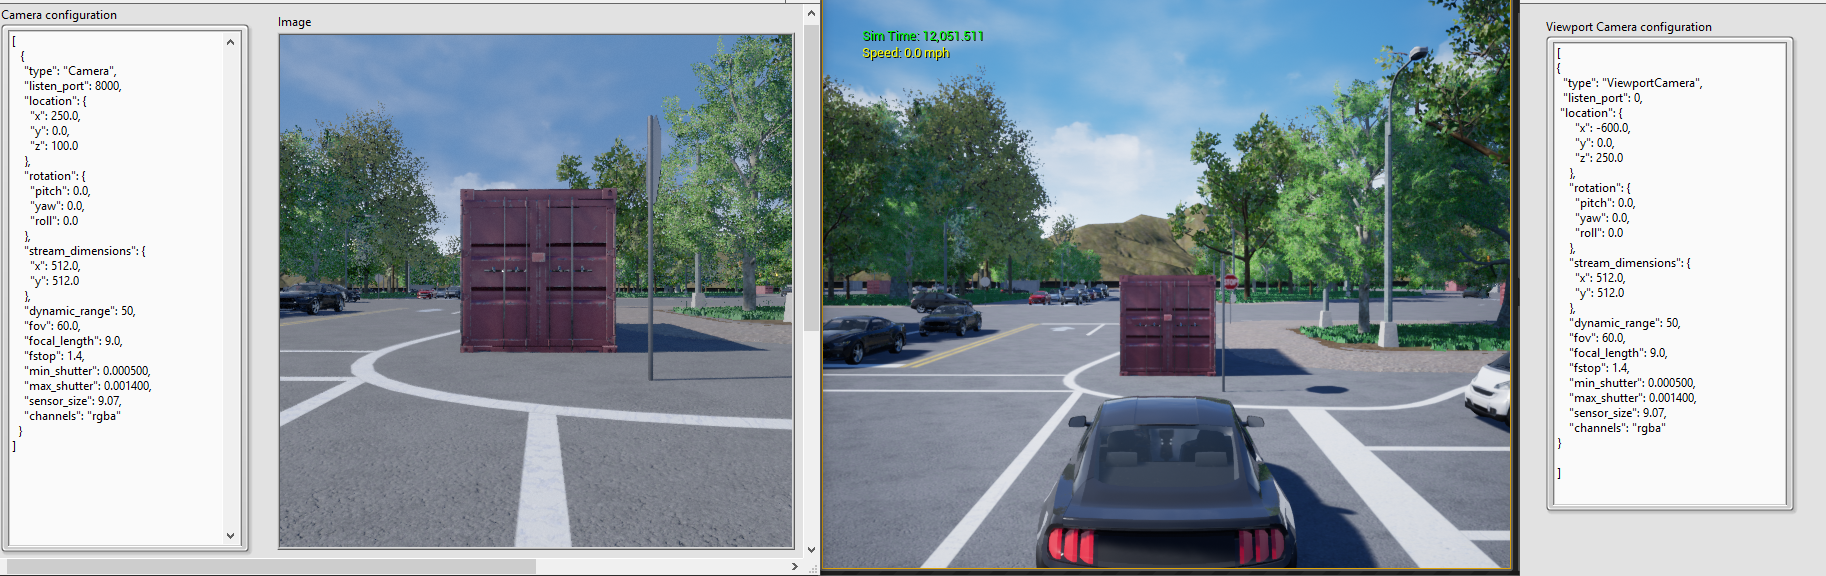 Camera configuration
[
{
"type": "Camera",
"listen_port": 8000,
"location": {
"x": 250.0,
"y": 0.0,
"z": 100.0
},
"rotation": {
"pitch": 0.0,
"yaw": 0.0,
"roll": 0.0
},
"stream_dimensions": {
"x": 512.0,
"y": 512.0
},
"dynamic_range": 50,
"fov": 60.0,
"focal_length": 9.0,
"fstop": 1.4,
"min_shutter": 0.000500,
"max_shutter": 0.001400,
"sensor_size": 9.07,
"channels": "rgba"
}
]
Image
Sim Time: 12,051.511
Speed: 0.0 mph
STOP
Viewport Camera configuration
[
{
"type": "ViewportCamera",
"listen_port": 0,
"location": {
"x": -600.0,
"y": 0.0,
"z": 250.0
},
"rotation": {
"pitch": 0.0,
"yaw": 0.0,
"roll": 0.0
},
"stream_dimensions": {
"x": 512.0,
"y": 512.0
},
"dynamic_range": 50,
"fov": 60.0,
"focal_length": 9.0,
"fstop": 1.4,
"min_shutter": 0.000500,
"max_shutter": 0.001400,
"sensor_size": 9.07,
"channels": "rgba"
}
]